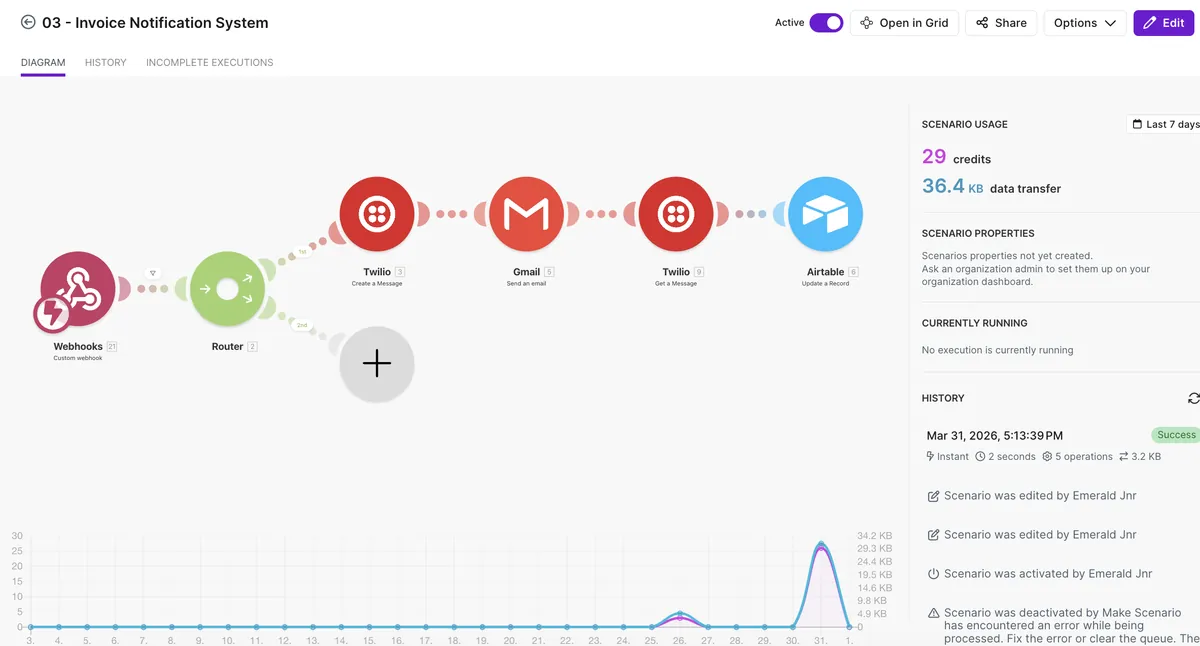 03 - Invoice Notification System
Active
Open in Grid
Share
Options
Edit
DIAGRAM
HISTORY
INCOMPLETE EXECUTIONS
1st
2nd
Webhooks 21
Custom webhook
Router 2
Twilio 3
Create a Message
Gmail 5
Send an email
Twilio 9
Get a Message
Airtable 6
Update a Record
SCENARIO USAGE
Last 7 days
29 credits
36.4 KB data transfer
SCENARIO PROPERTIES
Scenarios properties not yet created.
Ask an organization admin to set them up on your
organization dashboard.
CURRENTLY RUNNING
No execution is currently running
HISTORY
Mar 31, 2026, 5:13:39 PM
Success
Instant 2 seconds 5 operations 3.2 KB
Scenario was edited by Emerald Jnr
Scenario was edited by Emerald Jnr
Scenario was activated by Emerald Jnr
Scenario was deactivated by Make Scenario
has encountered an error while being
processed. Fix the error or clear the queue. The
30
25
20
15
10
5
0
34.2 KB
29.3 KB
24.4 KB
19.5 KB
14.6 KB
9.8 KB
4.9 KB
0
3. 4. 5. 6. 7. 8. 9. 10. 11. 12. 13. 14. 15. 16. 17. 18. 19. 20. 21. 22. 23. 24. 25. 26. 27. 28. 29. 30. 31. 1.